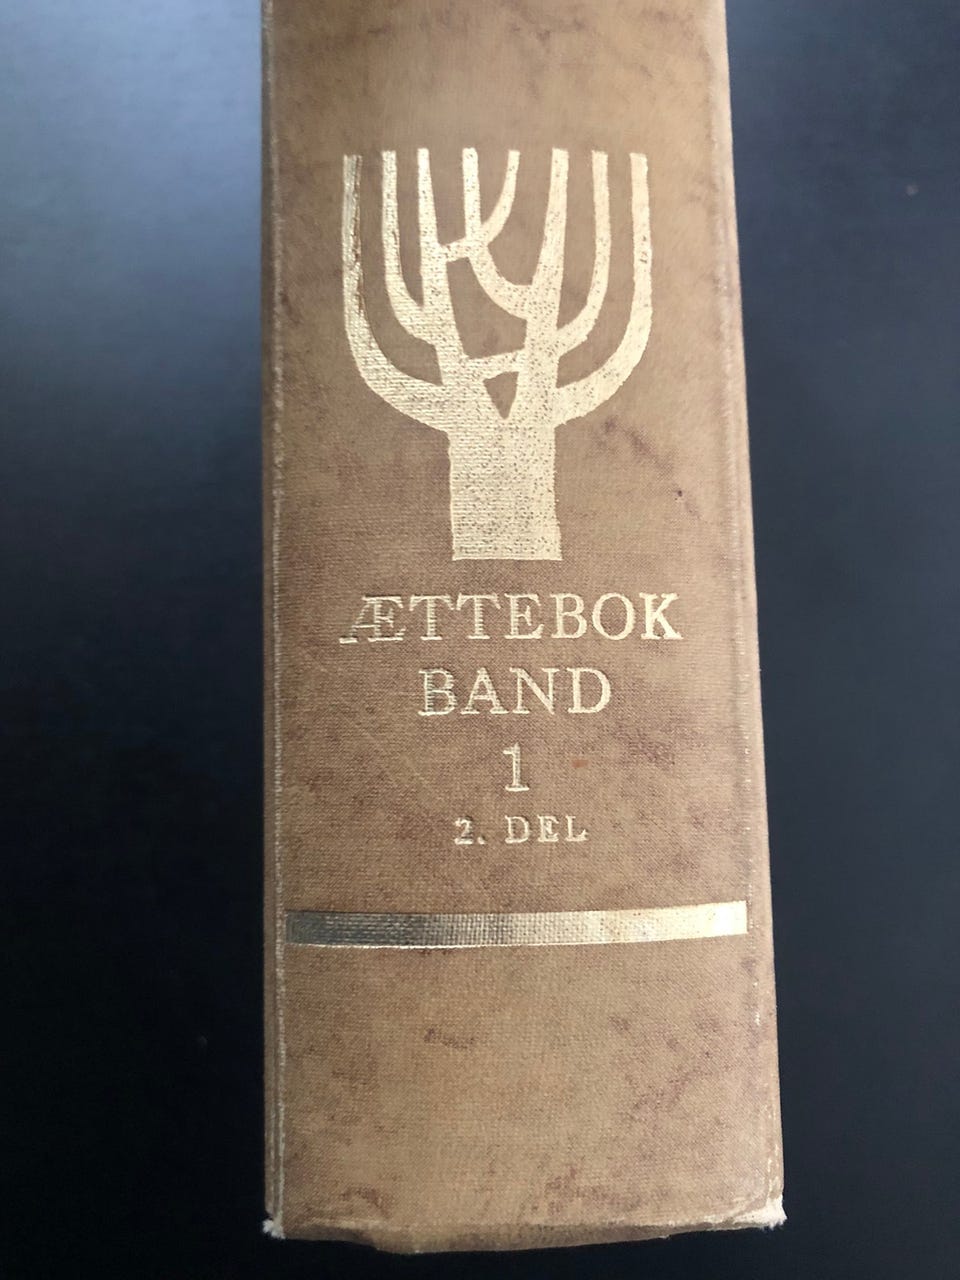 ÆTTEBOK
BAND
1
2. DEL